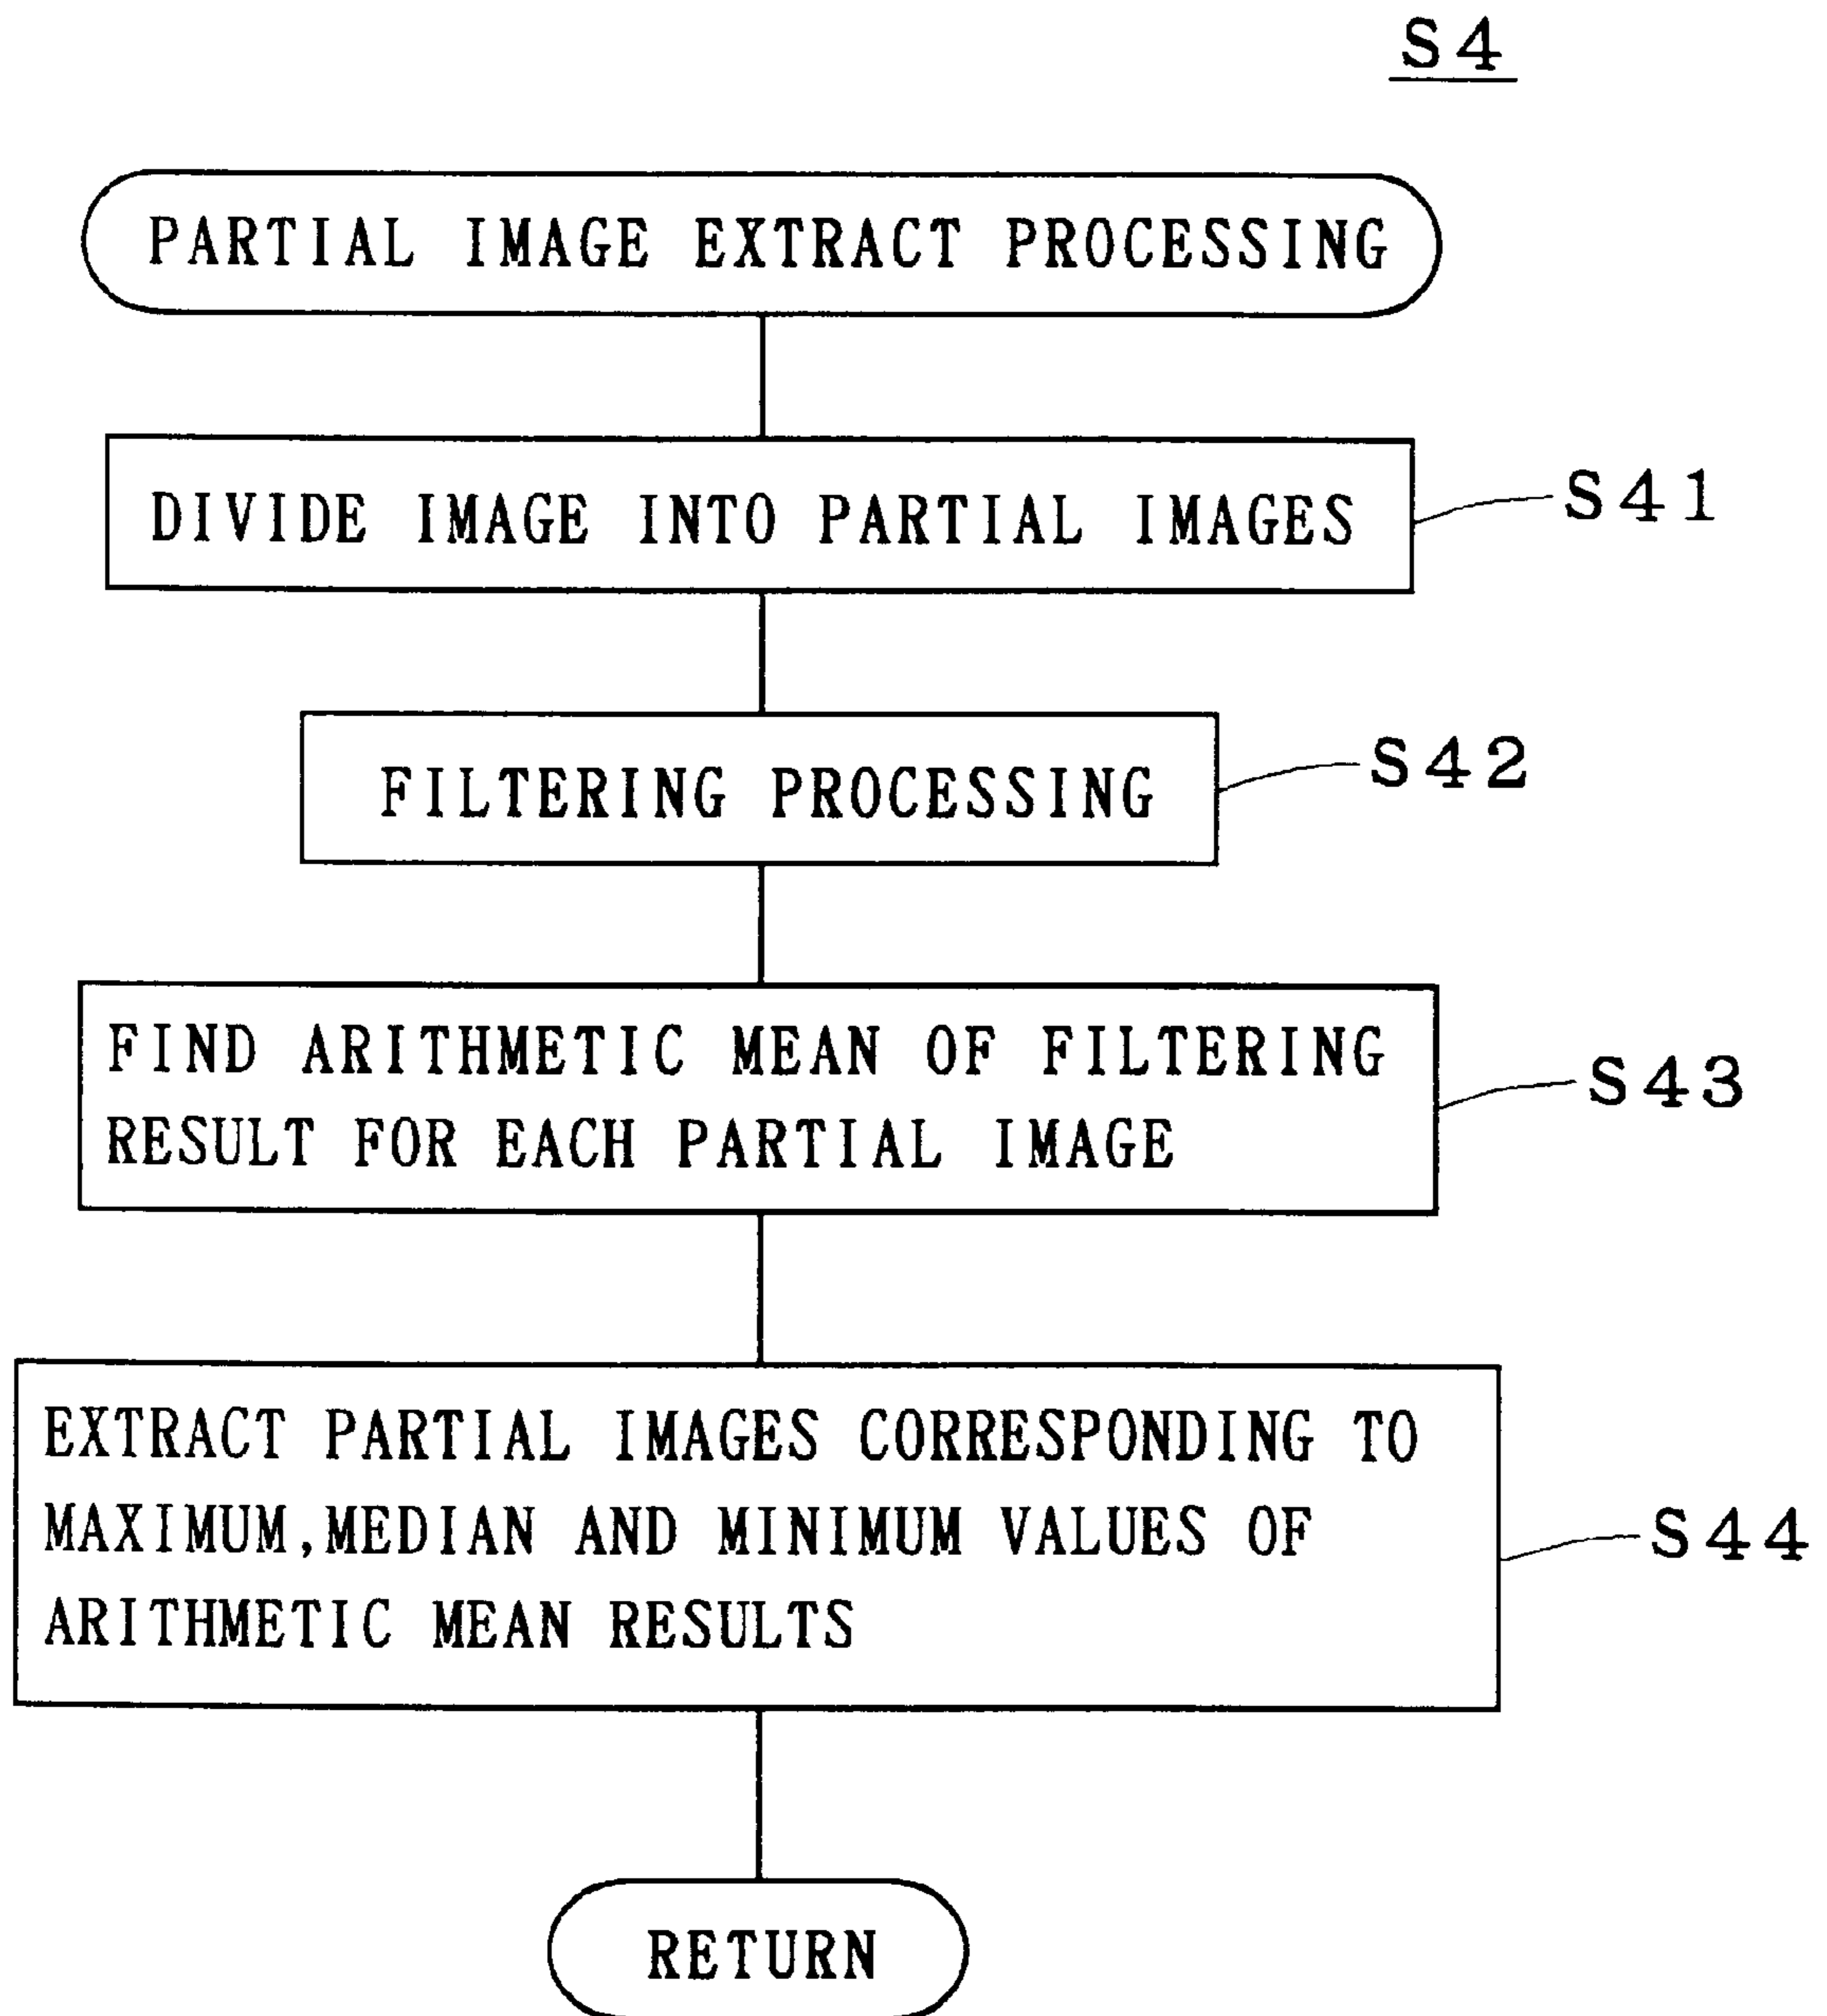 S4
PARTIAL IMAGE EXTRACT PROCESSING
DIVIDE IMAGE INTO PARTIAL IMAGES
S41
FILTERING PROCESSING
S42
FIND ARITHMETIC MEAN OF FILTERING
RESULT FOR EACH PARTIAL IMAGE
S43
EXTRACT PARTIAL IMAGES CORRESPONDING TO
MAXIMUM,MEDIAN AND MINIMUM VALUES OF
ARITHMETIC MEAN RESULTS
S44
RETURN